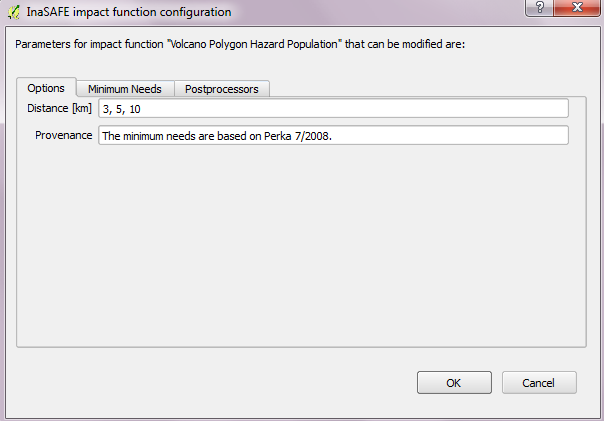 InaSAFE impact function configuration
Parameters for impact function "Volcano Polygon Hazard Population" that can be modified are:
Options Minimum Needs Postprocessors
Distance [km] 3, 5, 10
Provenance The minimum needs are based on Perka 7/2008.
OK Cancel